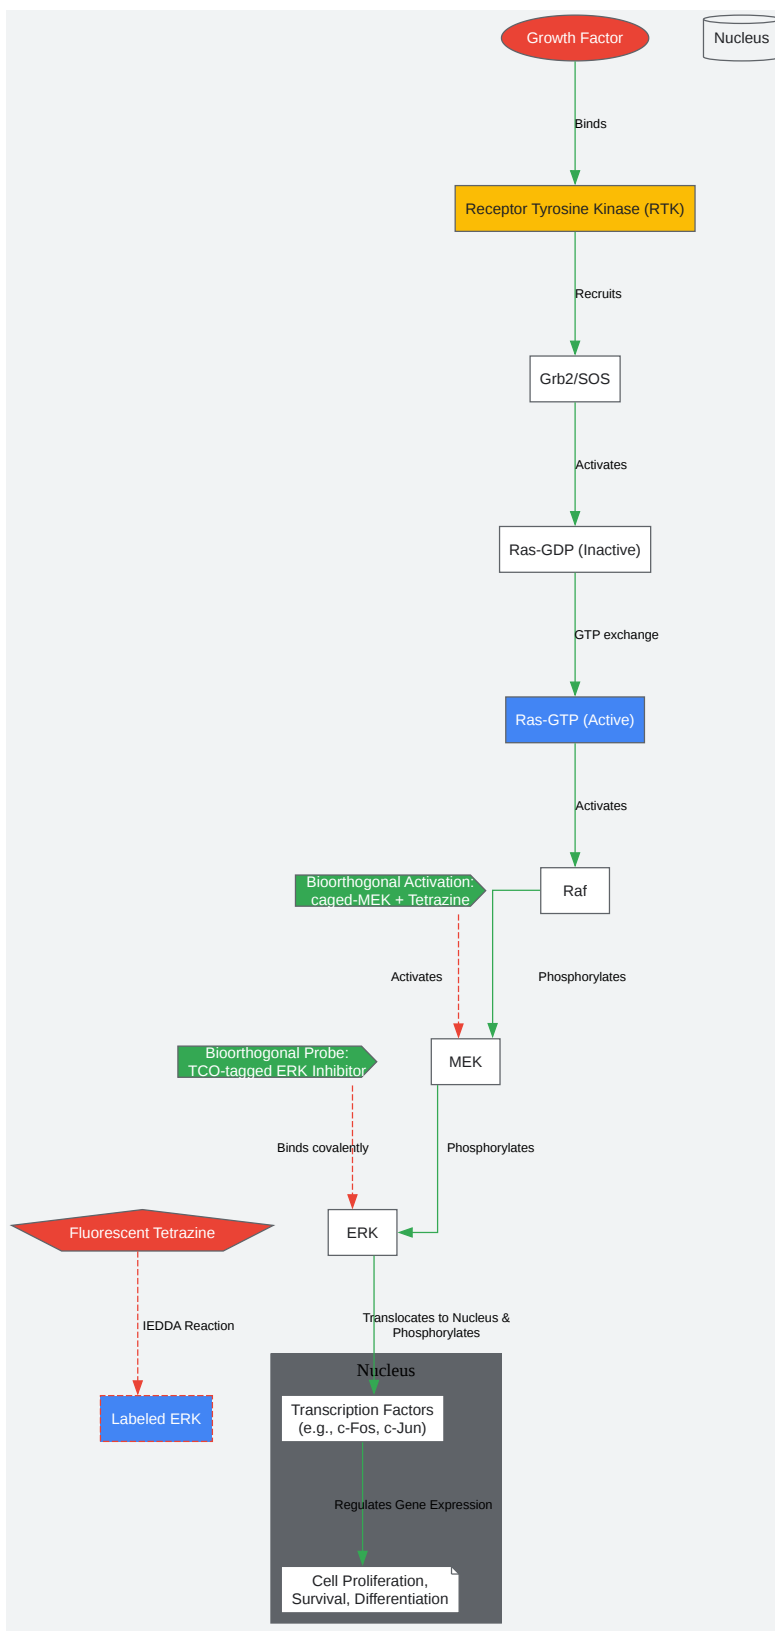 Growth Factor
Nucleus
Binds
Receptor Tyrosine Kinase (RTK)
Recruits
Grb2/SOS
Activates
Ras-GDP (Inactive)
GTP exchange
Ras-GTP (Active)
Activates
Bioorthogonal Activation:
caged-MEK + Tetrazine
Raf
Activates
Phosphorylates
Bioorthogonal Probe:
TCO-tagged ERK Inhibitor
MEK
Binds covalently
Phosphorylates
Fluorescent Tetrazine
ERK
IEDDA Reaction
Translocates to Nucleus &
Phosphorylates
Nucleus
Labeled ERK
Transcription Factors
(e.g., c-Fos, c-Jun)
Regulates Gene Expression
Cell Proliferation,
Survival, Differentiation